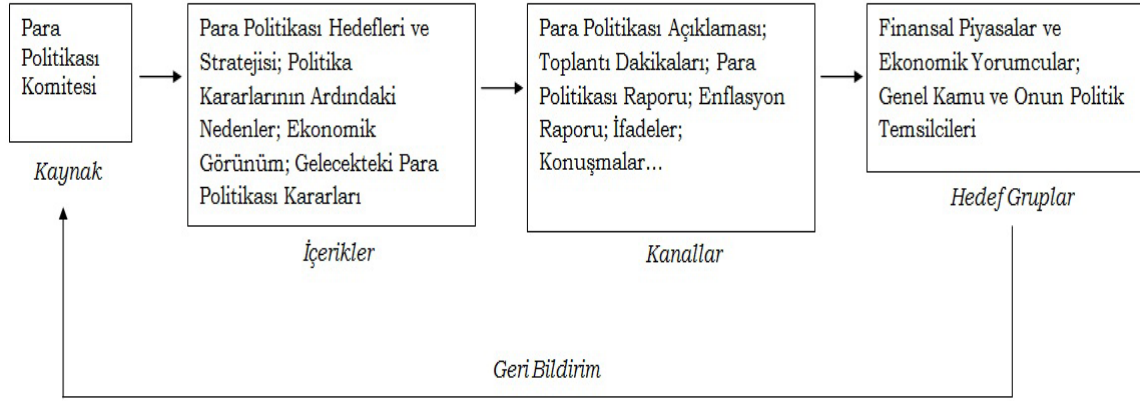 Para
Politikası
Komitesi
Kaynak
Para Politikası Hedefleri ve
Stratejisi; Politika
Kararlarının Ardındaki
Nedenler; Ekonomik
Görünüm; Gelecekteki Para
Politikası Kararları
İçerikler
Para Politikası Açıklaması;
Toplantı Dakikaları; Para
Politikası Raporu; Enflasyon
Raporu; İfadeler;
Konuşmalar...
Kanallar
Finansal Piyasalar ve
Ekonomik Yorumcular;
Genel Kamu ve Onun Politik
Temsilcileri
Hedef Gruplar
Geri Bildirim